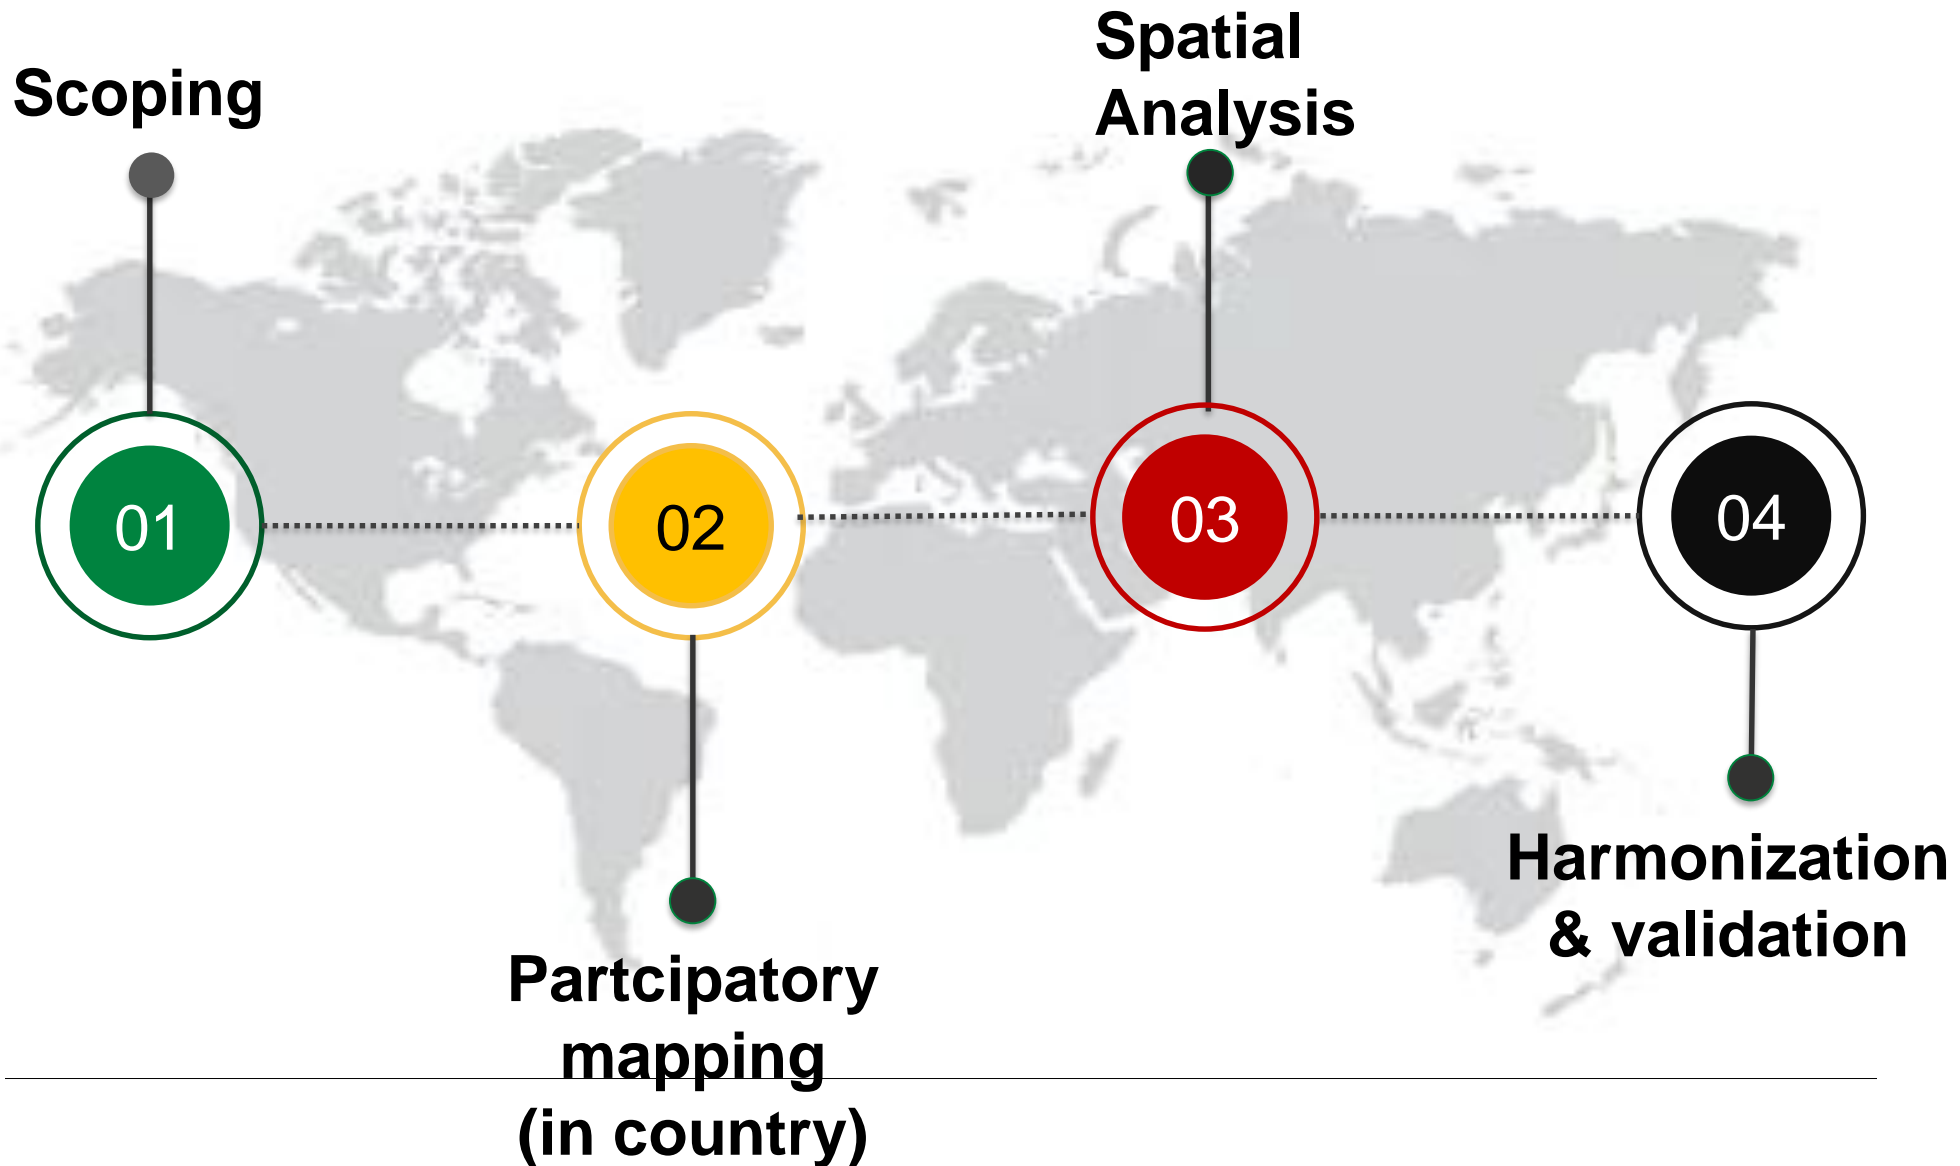 Scoping
Spatial
Analysis
01
02
03
04
Partcipatory
mapping
(in country)
Harmonization
& validation